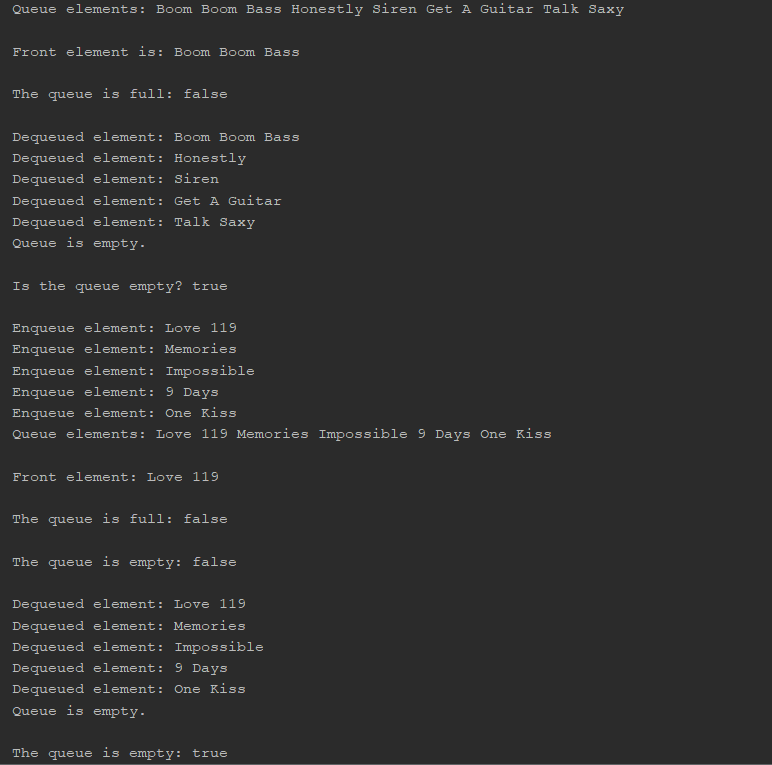 Queue elements: Boom Boom Bass Honestly Siren Get A Guitar Talk Saxy
Front element is: Boom Boom Bass
The queue is full: false
Dequeued element: Boom Boom Bass
Dequeued element: Honestly
Dequeued element: Siren
Dequeued element: Get A Guitar
Dequeued element: Talk Saxy
Queue is empty.
Is the queue empty? true
Enqueue element: Love 119
Enqueue element: Memories
Enqueue element: Impossible
Enqueue element: 9 Days
Enqueue element: One Kiss
Queue elements: Love 119 Memories Impossible 9 Days One Kiss
Front element: Love 119
The queue is full: false
The queue is empty: false
Dequeued element: Love 119
Dequeued element: Memories
Dequeued element: Impossible
Dequeued element: 9 Days
Dequeued element: One Kiss
Queue is empty.
The queue is empty: true